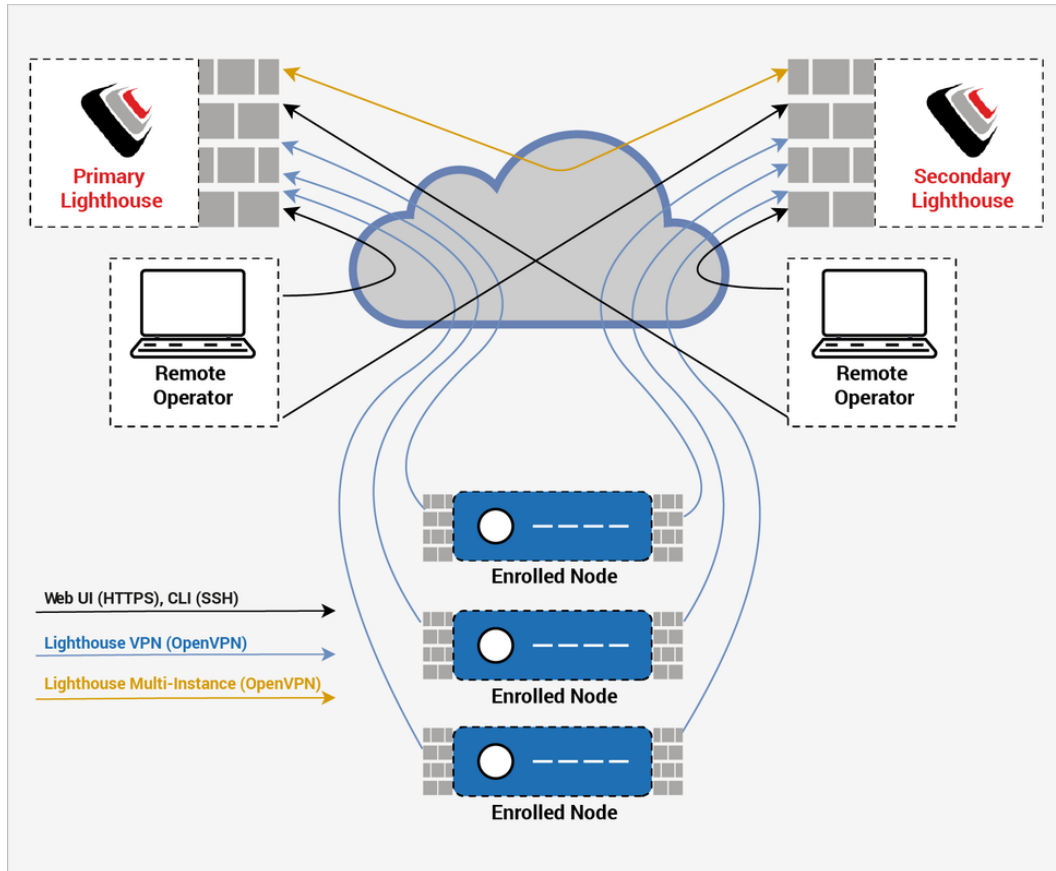 Primary
Lighthouse
Secondary
Lighthouse
Remote
Operator
Remote
Operator
Enrolled Node
Web UI (HTTPS), CLI (SSH)
Lighthouse VPN (OpenVPN)
Enrolled Node
Lighthouse Multi-Instance (OpenVPN)
Enrolled Node